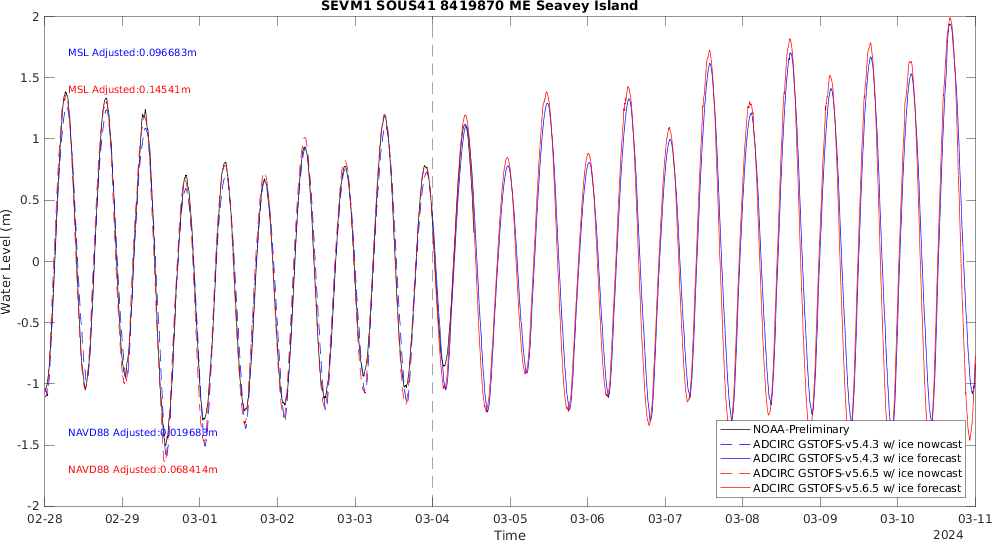 SEVM1 SOUS41 8419870 ME Seavey Island
MSL Adjusted:0.096683m
MSL Adjusted:0.14541m
NAVD88 Adjusted:0.019683m
NAVD88 Adjusted:0.068414m
Water Level (m)
2
1.5
1
0.5
0
-0.5
-1
-1.5
-2
NOAA-Preliminary
ADCIRC GSTOFS-v5.4.3 w/ ice nowcast
ADCIRC GSTOFS-v5.4.3 w/ ice forecast
ADCIRC GSTOFS-v5.6.5 w/ ice nowcast
ADCIRC GSTOFS-v5.6.5 w/ ice forecast
02-28 02-29 03-01 03-02 03-03 03-04 03-05 03-06 03-07 03-08 03-09 03-10 03-11
Time
2024